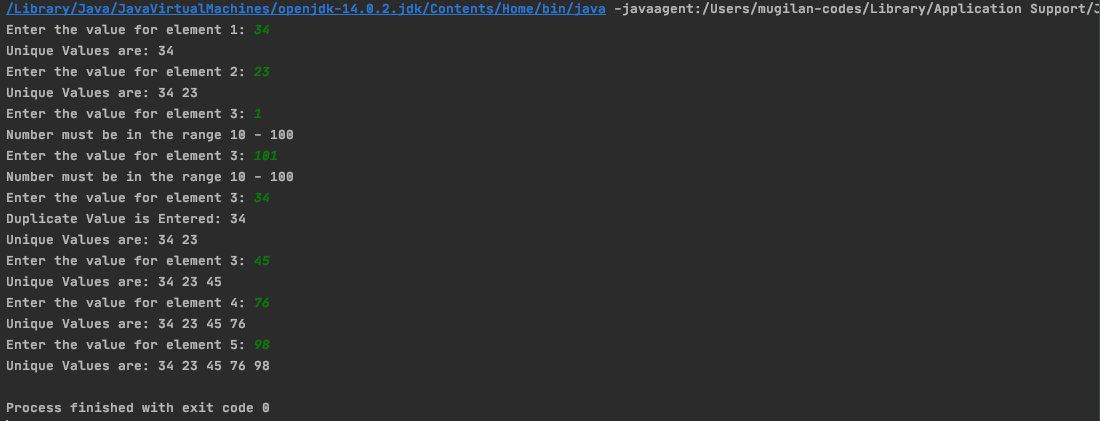 /Library/Java/JavaVirtualMachines/openjdk-14.0.2.jdk/Contents/Home/bin/java -javaagent:/Users/mugilan-codes/Library/Application Support/J
Enter the value for element 1: 34
Unique Values are: 34
Enter the value for element 2: 23
Unique Values are: 34 23
Enter the value for element 3: 1
Number must be in the range 10 - 100
Enter the value for element 3: 101
Number must be in the range 10 - 100
Enter the value for element 3: 34
Duplicate Value is Entered: 34
Unique Values are: 34 23
Enter the value for element 3: 45
Unique Values are: 34 23 45
Enter the value for element 4: 76
Unique Values are: 34 23 45 76
Enter the value for element 5: 98
Unique Values are: 34 23 45 76 98
Process finished with exit code 0